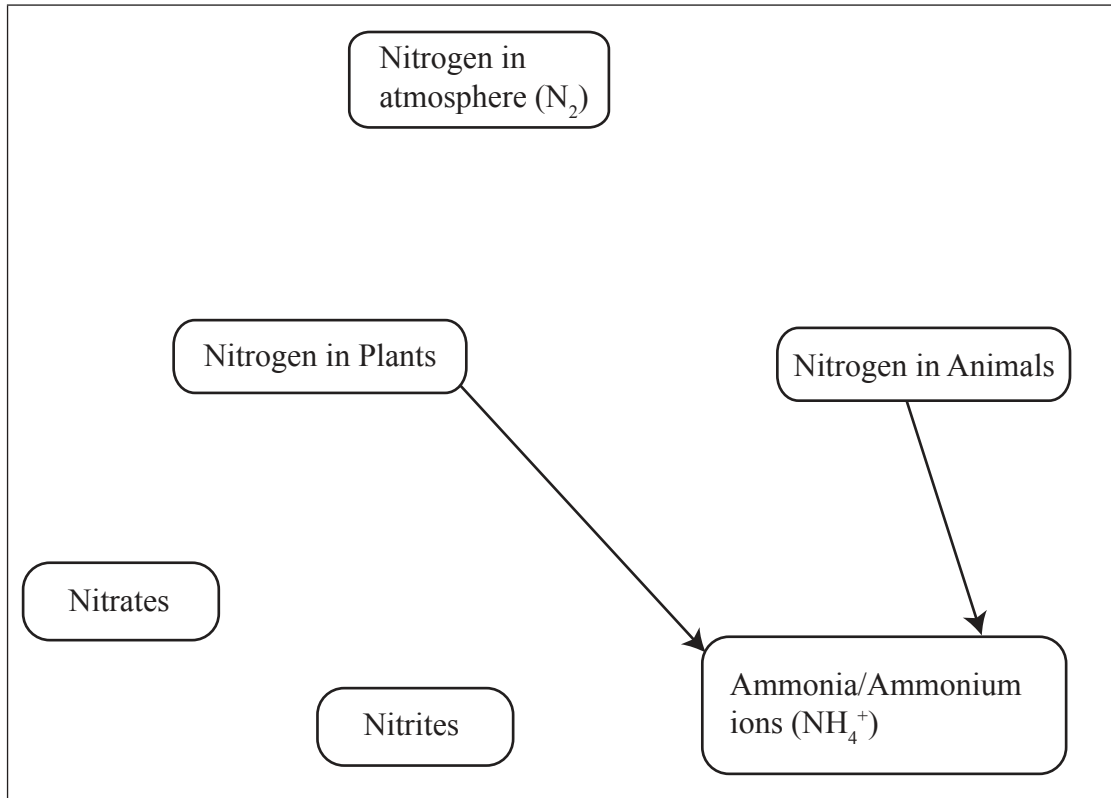 Nitrogen in
atmosphere (N₂)
Nitrogen in Plants
Nitrogen in Animals
Nitrates
Nitrites
Ammonia/Ammonium
ions (NH₄⁺)